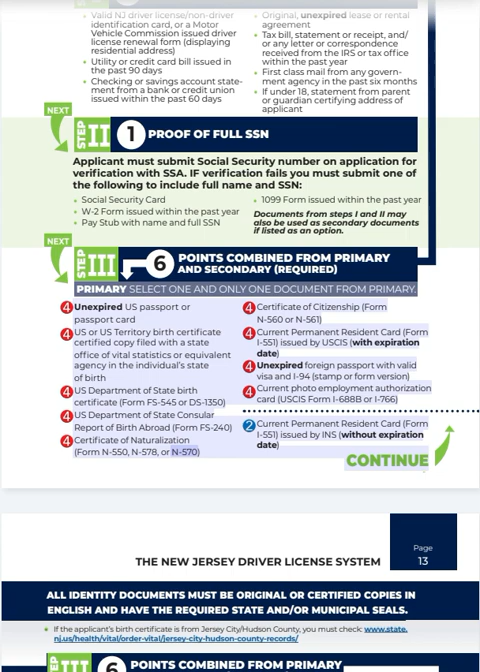 Valid NJ driver license/non-driver
identification card, or a Motor
Vehicle Commission issued driver
license renewal form (displaying
residential address)
Utility or credit card bill issued in
the past 90 days
Checking or savings account state-
ment from a bank or credit union
issued within the past 60 days
Original, unexpired lease or rental
agreement
Tax bill, statement or receipt, and/
or any letter or correspondence
received from the IRS or tax office
within the past year
First class mail from any govern-
ment agency in the past six months
If under 18, statement from parent
or guardian certifying address of
applicant
NEXT
STEP II
1 PROOF OF FULL SSN
Applicant must submit Social Security number on application for
verification with SSA. IF verification fails you must submit one of
the following to include full name and SSN:
Social Security Card
W-2 Form issued within the past year
Pay Stub with name and full SSN
1099 Form issued within the past year
Documents from steps I and II may
also be used as secondary documents
if listed as an option.
NEXT
STEP III
6 POINTS COMBINED FROM PRIMARY
AND SECONDARY (REQUIRED)
PRIMARY SELECT ONE AND ONLY ONE DOCUMENT FROM PRIMARY.
4 Unexpired US passport or
passport card
4 US or US Territory birth certificate
certified copy filed with a state
office of vital statistics or equivalent
agency in the individual's state
of birth
4 US Department of State birth
certificate (Form FS-545 or DS-1350)
4 US Department of State Consular
Report of Birth Abroad (Form FS-240)
4 Certificate of Naturalization
(Form N-550, N-578, or N-570)
4 Certificate of Citizenship (Form
N-560 or N-561)
4 Current Permanent Resident Card (Form
I-551) issued by USCIS (with expiration
date)
4 Unexpired foreign passport with valid
visa and I-94 (stamp or form version)
4 Current photo employment authorization
card (USCIS Form I-688B or I-766)
2 Current Permanent Resident Card (Form
I-551) issued by INS (without expiration
date)
CONTINUE
THE NEW JERSEY DRIVER LICENSE SYSTEM
Page
13
ALL IDENTITY DOCUMENTS MUST BE ORIGINAL OR CERTIFIED COPIES IN
ENGLISH AND HAVE THE REQUIRED STATE AND/OR MUNICIPAL SEALS.
If the applicant's birth certificate is from Jersey City/Hudson County, you must check: www.state.
nj.us/health/vital/order-vital/jersey-city-hudson-county-records/
STEP III
6 POINTS COMBINED FROM PRIMARY